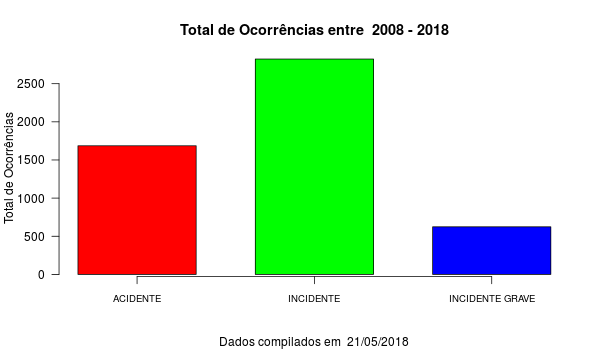 Total de Ocorrências entre  2008 - 2018
Total de Ocorrências
2500
2000
1500
1000
500
0
ACIDENTE
INCIDENTE
INCIDENTE GRAVE
Dados compilados em  21/05/2018